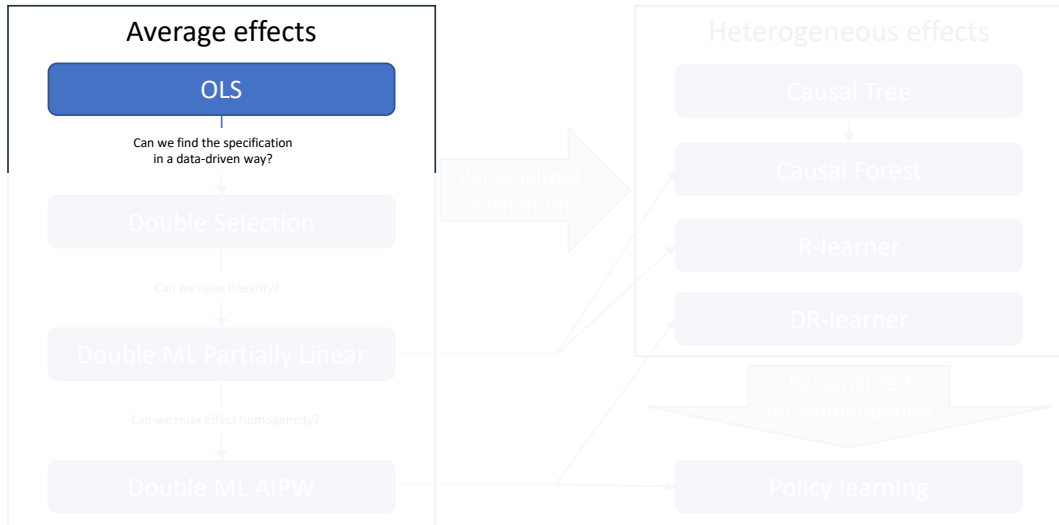 Average effects
OLS
Can we find the specification
in a data-driven way?
Double Selection
Can we relax linearity?
Double ML Partially Linear
Can we relax effect homogeneity?
Double ML AIPW
Personalized
evaluation
Heterogeneous effects
Causal Tree
Causal Forest
R-learner
DR-learner
Personalized
recommendation
Policy learning